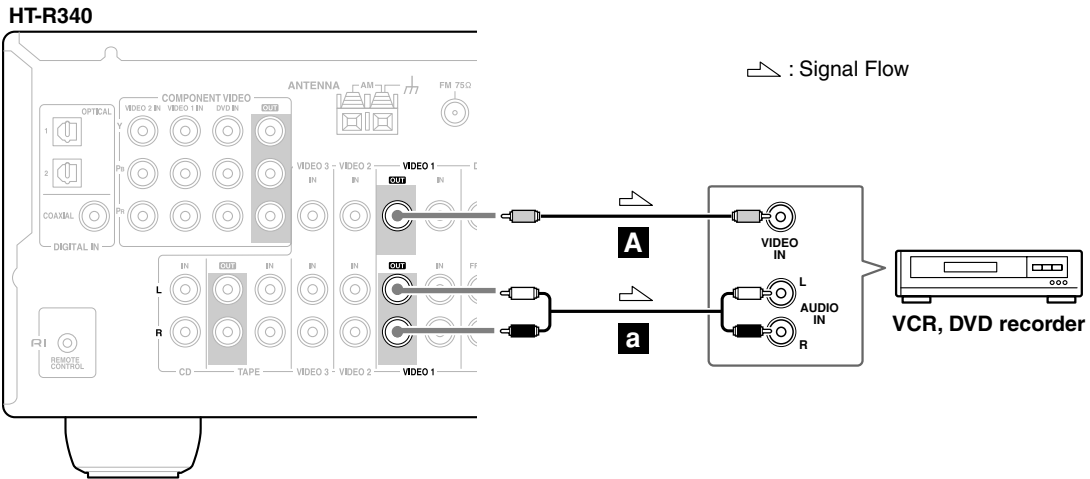 HT-R340
: Signal Flow
ANTENNA
AM
FM 75Ω
COMPONENT VIDEO
VIDEO 2 IN VIDEO 1 IN DVD IN OUT
OPTICAL
1
Y
2
PB
VIDEO 3 VIDEO 2 VIDEO 1 D
IN IN OUT IN
COAXIAL
PR
DIGITAL IN
A
VIDEO
IN
IN OUT IN IN IN OUT IN FR
L
L
AUDIO
IN
R
R
a
VCR, DVD recorder
RI
REMOTE
CONTROL
CD TAPE VIDEO 3 VIDEO 2 VIDEO 1